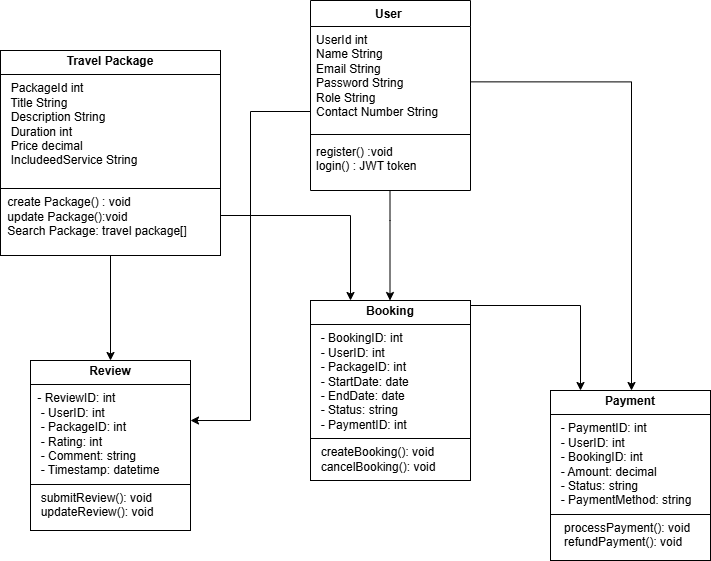 User
UserId int
Name String
Email String
Password String
Role String
Contact Number String
register() :void
login() : JWT token
Travel Package
PackageId int
Title String
Description String
Duration int
Price decimal
IncludeedService String
create Package() : void
update Package():void
Search Package: travel package[]
Booking
- BookingID: int
- UserID: int
- PackageID: int
- StartDate: date
- EndDate: date
- Status: string
- PaymentID: int
createBooking(): void
cancelBooking(): void
Review
- ReviewID: int
- UserID: int
- PackageID: int
- Rating: int
- Comment: string
- Timestamp: datetime
submitReview(): void
updateReview(): void
Payment
- PaymentID: int
- UserID: int
- BookingID: int
- Amount: decimal
- Status: string
- PaymentMethod: string
processPayment(): void
refundPayment(): void